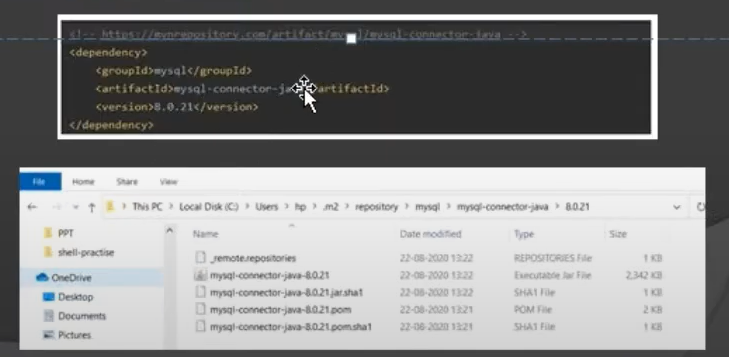 <!-- https://mvnrepository.com/artifact/mysql/mysql-connector-java -->
<dependency>
<groupId>mysql</groupId>
<artifactId>mysql-connector-ja artifactId>
<version>8.0.21</version>
</dependency>
File Home Share View
This PC > Local Disk (C:) > Users > hp > .m2 > repository > mysql > mysql-connector-java > 8.0.21
PPT
shell-practise
OneDrive
Desktop
Documents
Pictures
Name Date modified Type Size
_remote.repositories 22-08-2020 13:22 REPOSITORIES File 1 KB
mysql-connector-java-8.0.21 22-08-2020 13:22 Executable Jar File 2,342 KB
mysql-connector-java-8.0.21.jar.sha1 22-08-2020 13:22 SHA1 File 1 KB
mysql-connector-java-8.0.21.pom 22-08-2020 13:21 POM File 2 KB
mysql-connector-java-8.0.21.pom.sha1 22-08-2020 13:21 SHA1 File 1 KB